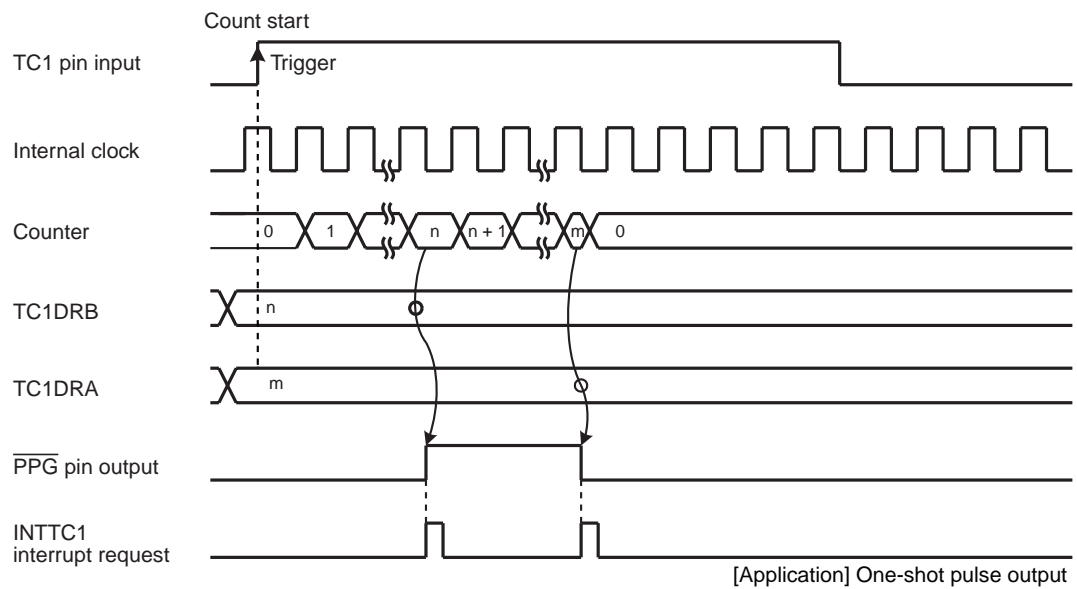 Count start
TC1 pin input
Trigger
Internal clock
Counter
0
1
n
n + 1
m
0
TC1DRB
n
TC1DRA
m
P̅P̅G̅ pin output
INTTC1
interrupt request
[Application] One-shot pulse output